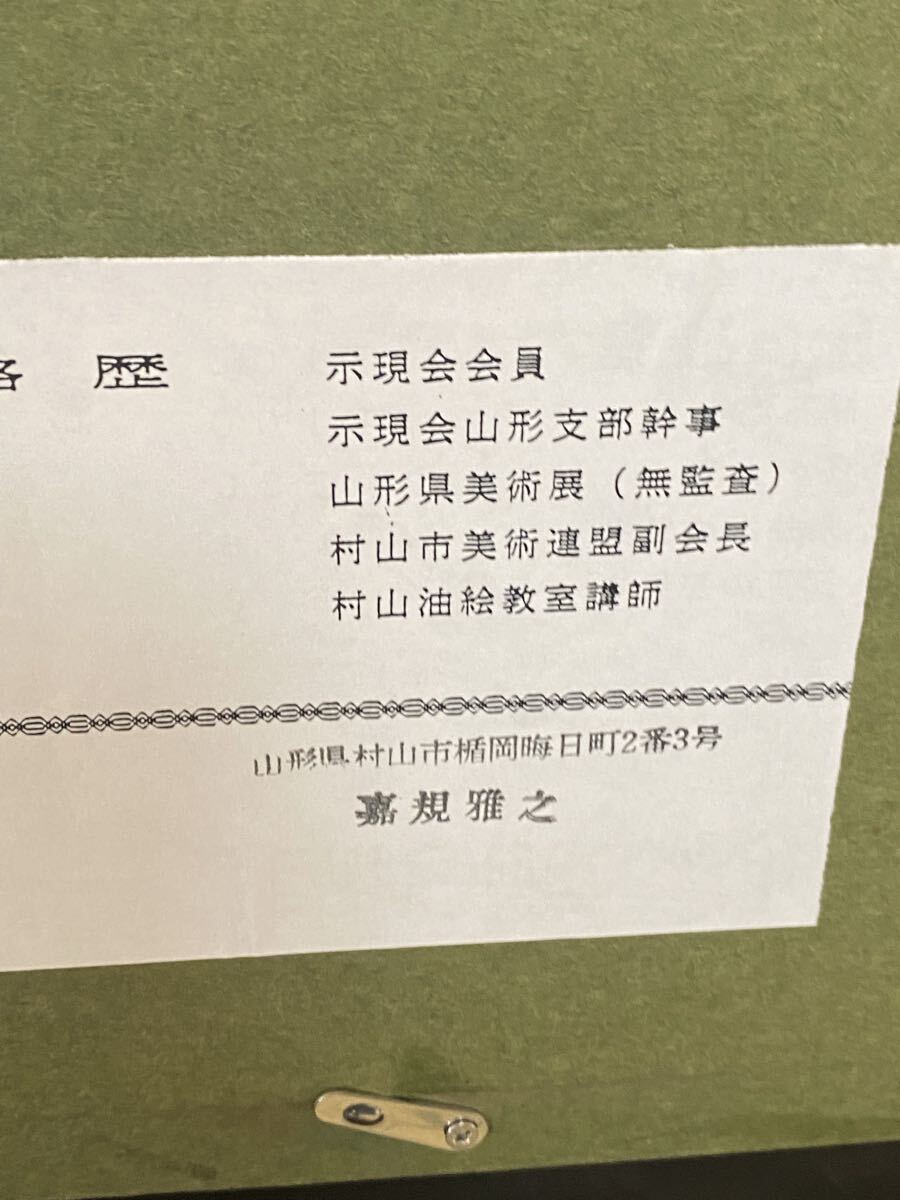 略歴
示現会会員
示現会山形支部幹事
山形県美術展(無監査)
村山市美術連盟副会長
村山油絵教室講師
山形県村山市楯岡晦日町2番3号
嘉規雅之